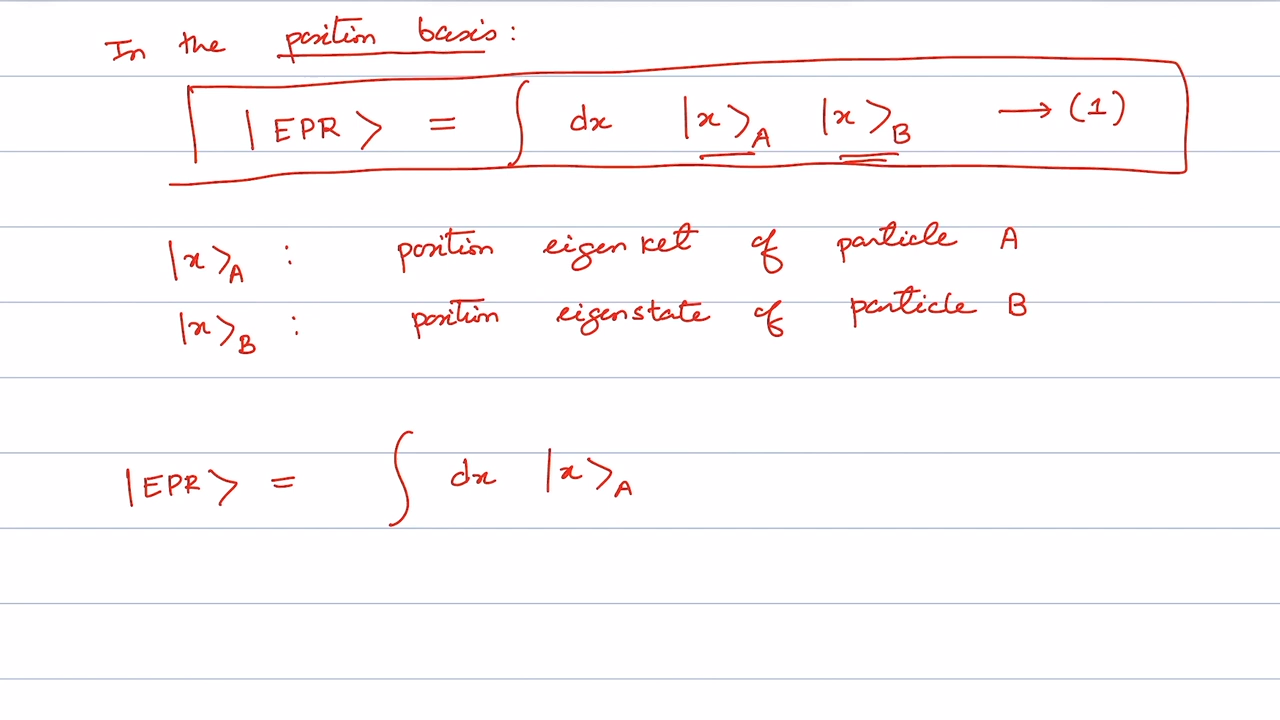 In the position basis:
|EPR> = ∫ dx |x>_A |x>_B → (1)
|x>_A : position eigenket of particle A
|x>_B : position eigenstate of particle B
|EPR> = ∫ dx |x>_A